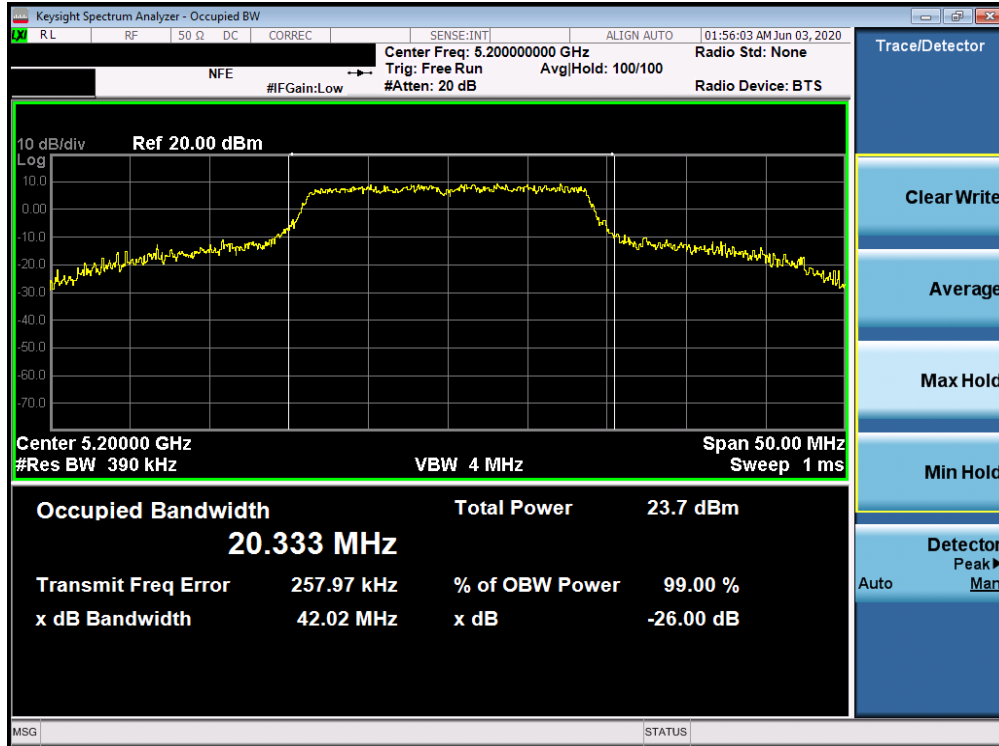 Keysight Spectrum Analyzer - Occupied BW
LXI RL RF 50 Ω DC CORREC SENSE:INT ALIGN AUTO 01:56:03 AM Jun 03, 2020
Center Freq: 5.200000000 GHz Radio Std: None
NFE Trig: Free Run Avg|Hold: 100/100
#IFGain:Low #Atten: 20 dB Radio Device: BTS
Trace/Detector
10 dB/div Ref 20.00 dBm
Log
10.0
0.00
-10.0
-20.0
-30.0
-40.0
-50.0
-60.0
-70.0
Center 5.20000 GHz Span 50.00 MHz
#Res BW 390 kHz VBW 4 MHz Sweep 1 ms
Occupied Bandwidth Total Power 23.7 dBm
20.333 MHz
Transmit Freq Error 257.97 kHz % of OBW Power 99.00 %
x dB Bandwidth 42.02 MHz x dB -26.00 dB
Clear Write
Average
Max Hold
Min Hold
Detector
Peak
Auto Man
MSG STATUS